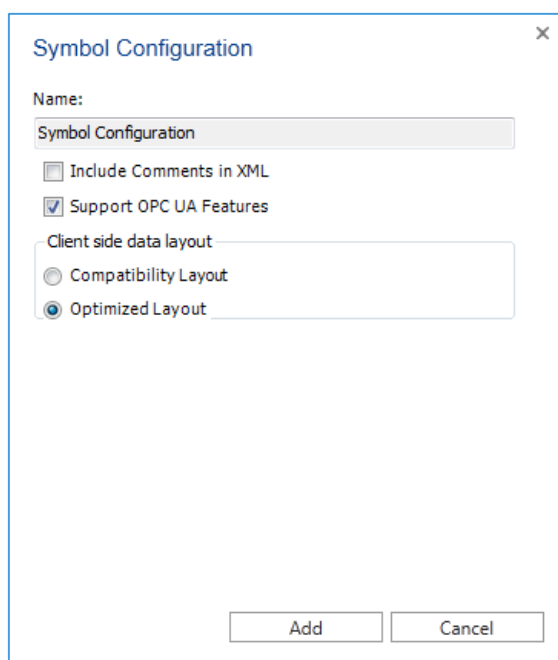 Symbol Configuration
Name:
Symbol Configuration
Include Comments in XML
Support OPC UA Features
Client side data layout
Compatibility Layout
Optimized Layout
Add
Cancel